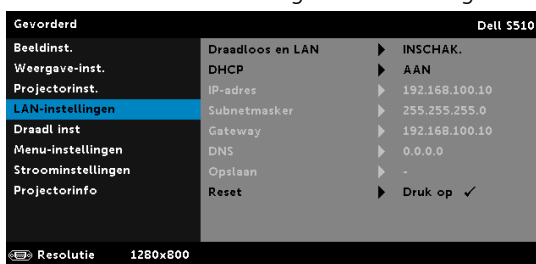 Gevorderd Dell S510
Beeldinst. Draadloos en LAN INSCHAK.
Weergave-inst. DHCP AAN
Projectorinst. IP-adres 192.168.100.10
LAN-instellingen Subnetmasker 255.255.255.0
Draadl inst Gateway 192.168.100.10
Menu-instellingen DNS 0.0.0.0
Stroominstellingen Opslaan -
Projectorinfo Reset Druk op ✓
Resolutie 1280x800